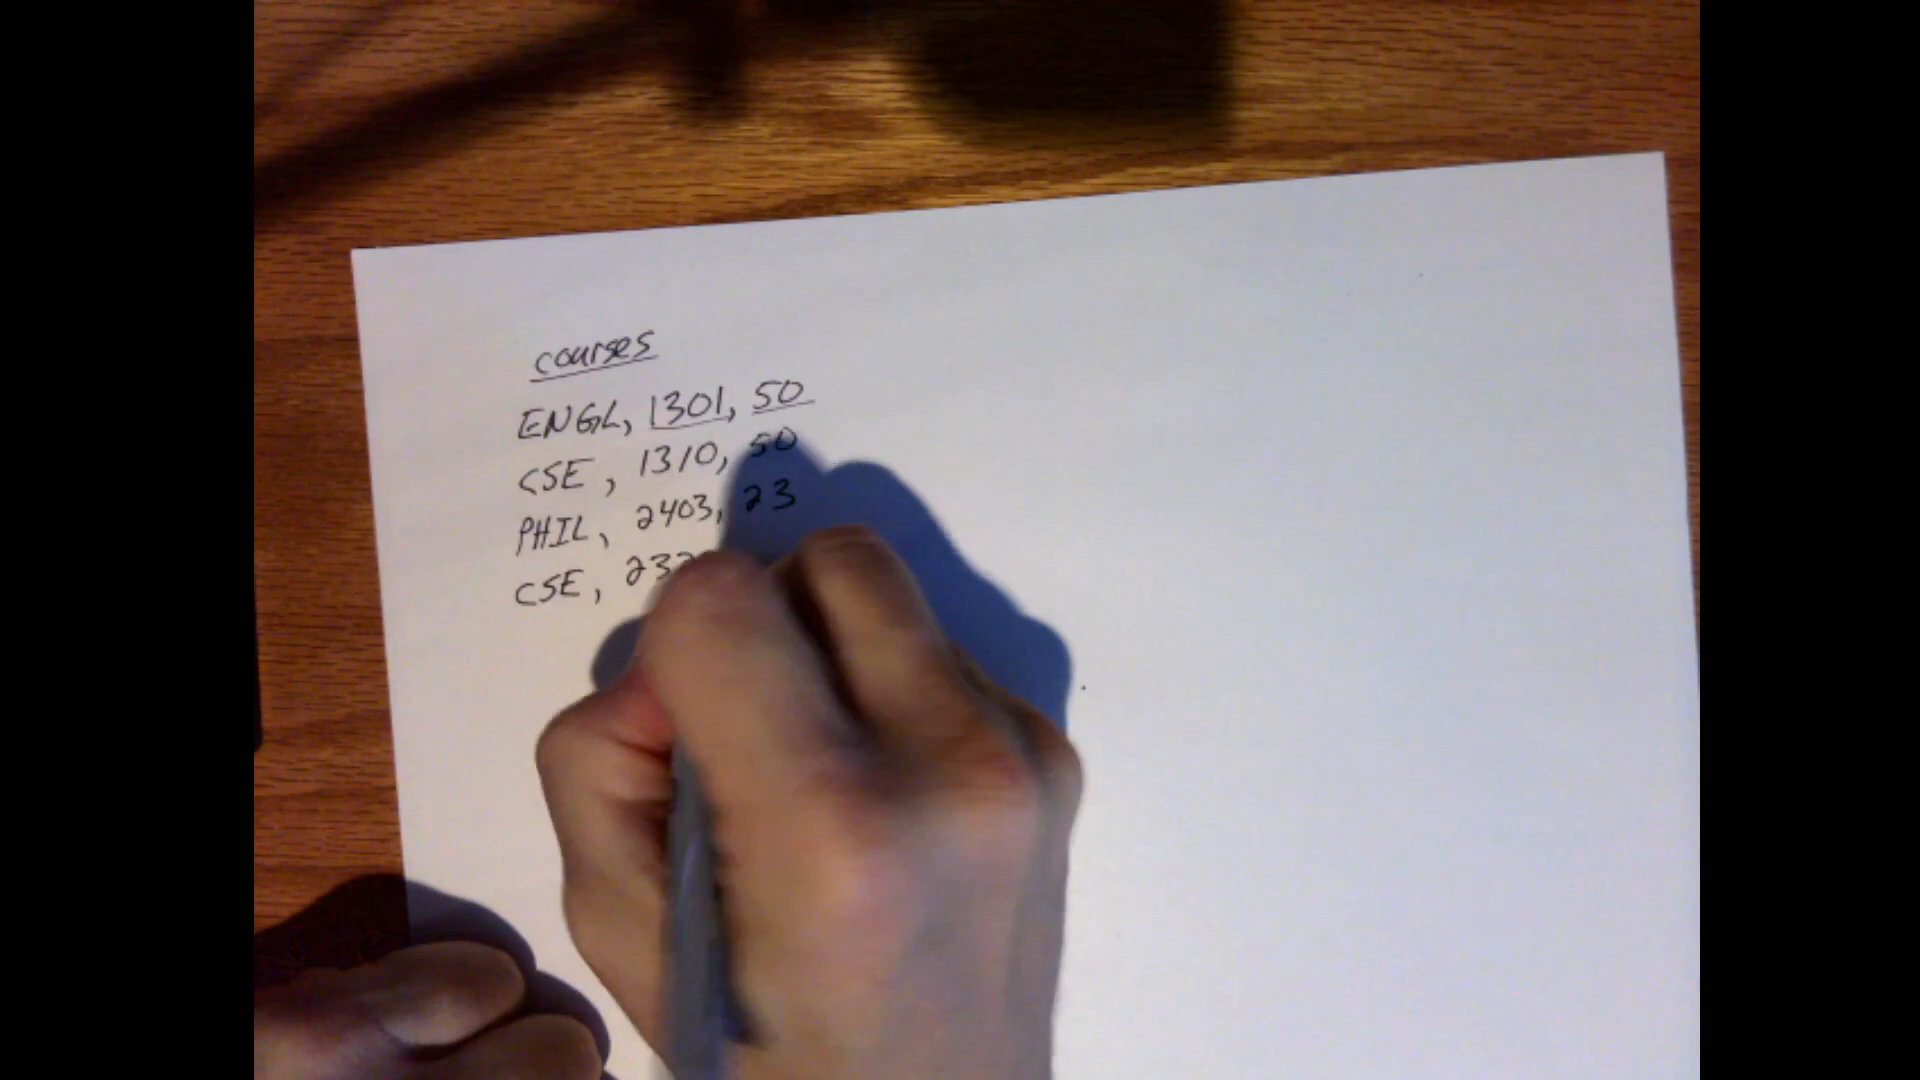 courses
ENGL, 1301, 50
CSE, 1310, 50
PHIL, 2403, 23
CSE,